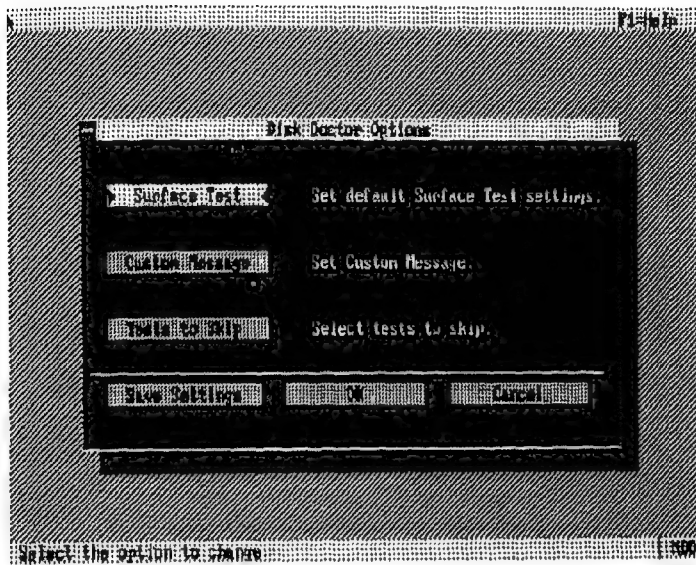 F1=Help
Disk Doctor Options
Surface Test Set default Surface Test settings.
Custom Message Set Custom Message.
Tests to Skip Select tests to skip.
Save Settings OK Cancel
Select the option to change NDD